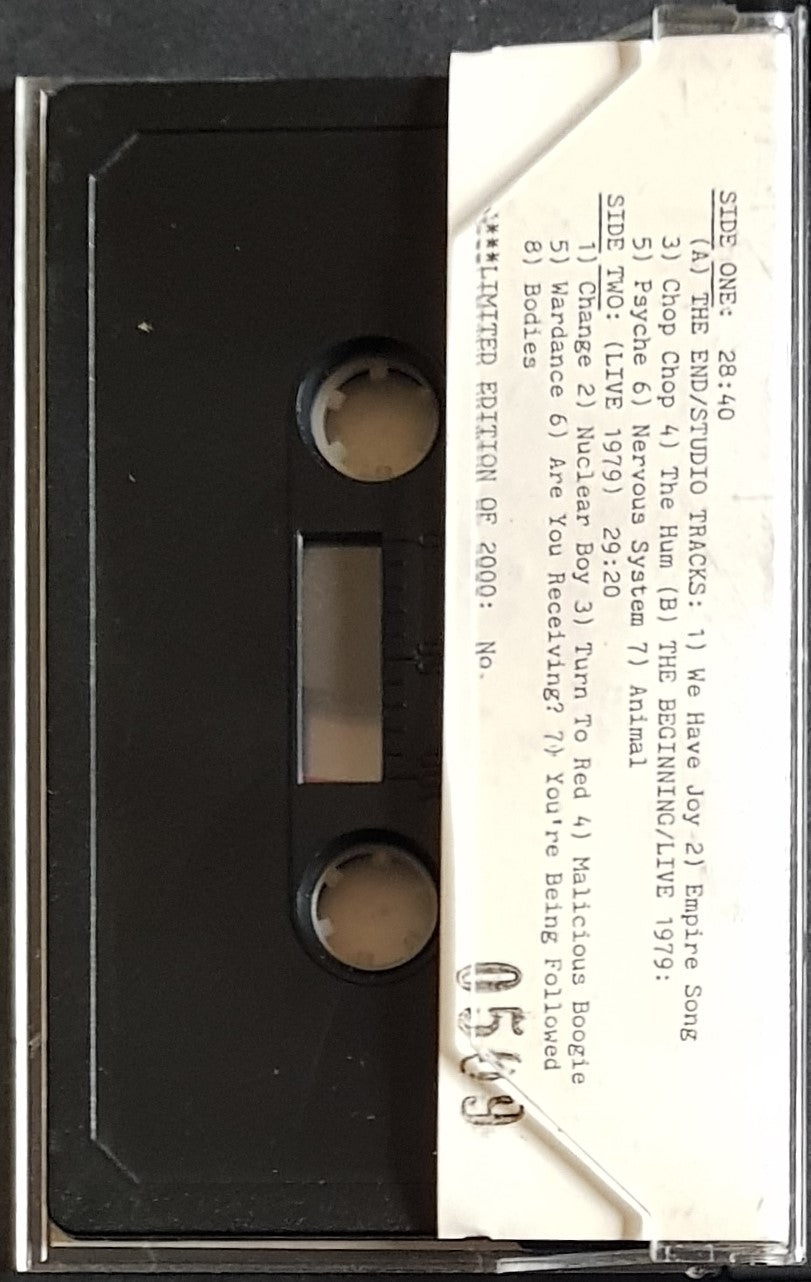 SIDE ONE: 28:40
(A) THE END/STUDIO TRACKS: 1) We Have Joy 2) Empire Song
3) Chop Chop 4) The Hum (B) THE BEGINNING/LIVE 1979:
5) Psyche 6) Nervous System 7) Animal
SIDE TWO: (LIVE 1979) 29:20
1) Change 2) Nuclear Boy 3) Turn To Red 4) Malicious Boogie
5) Wardance 6) Are You Receiving? 7) You're Being Followed
8) Bodies
****LIMITED EDITION OF 2000: No.